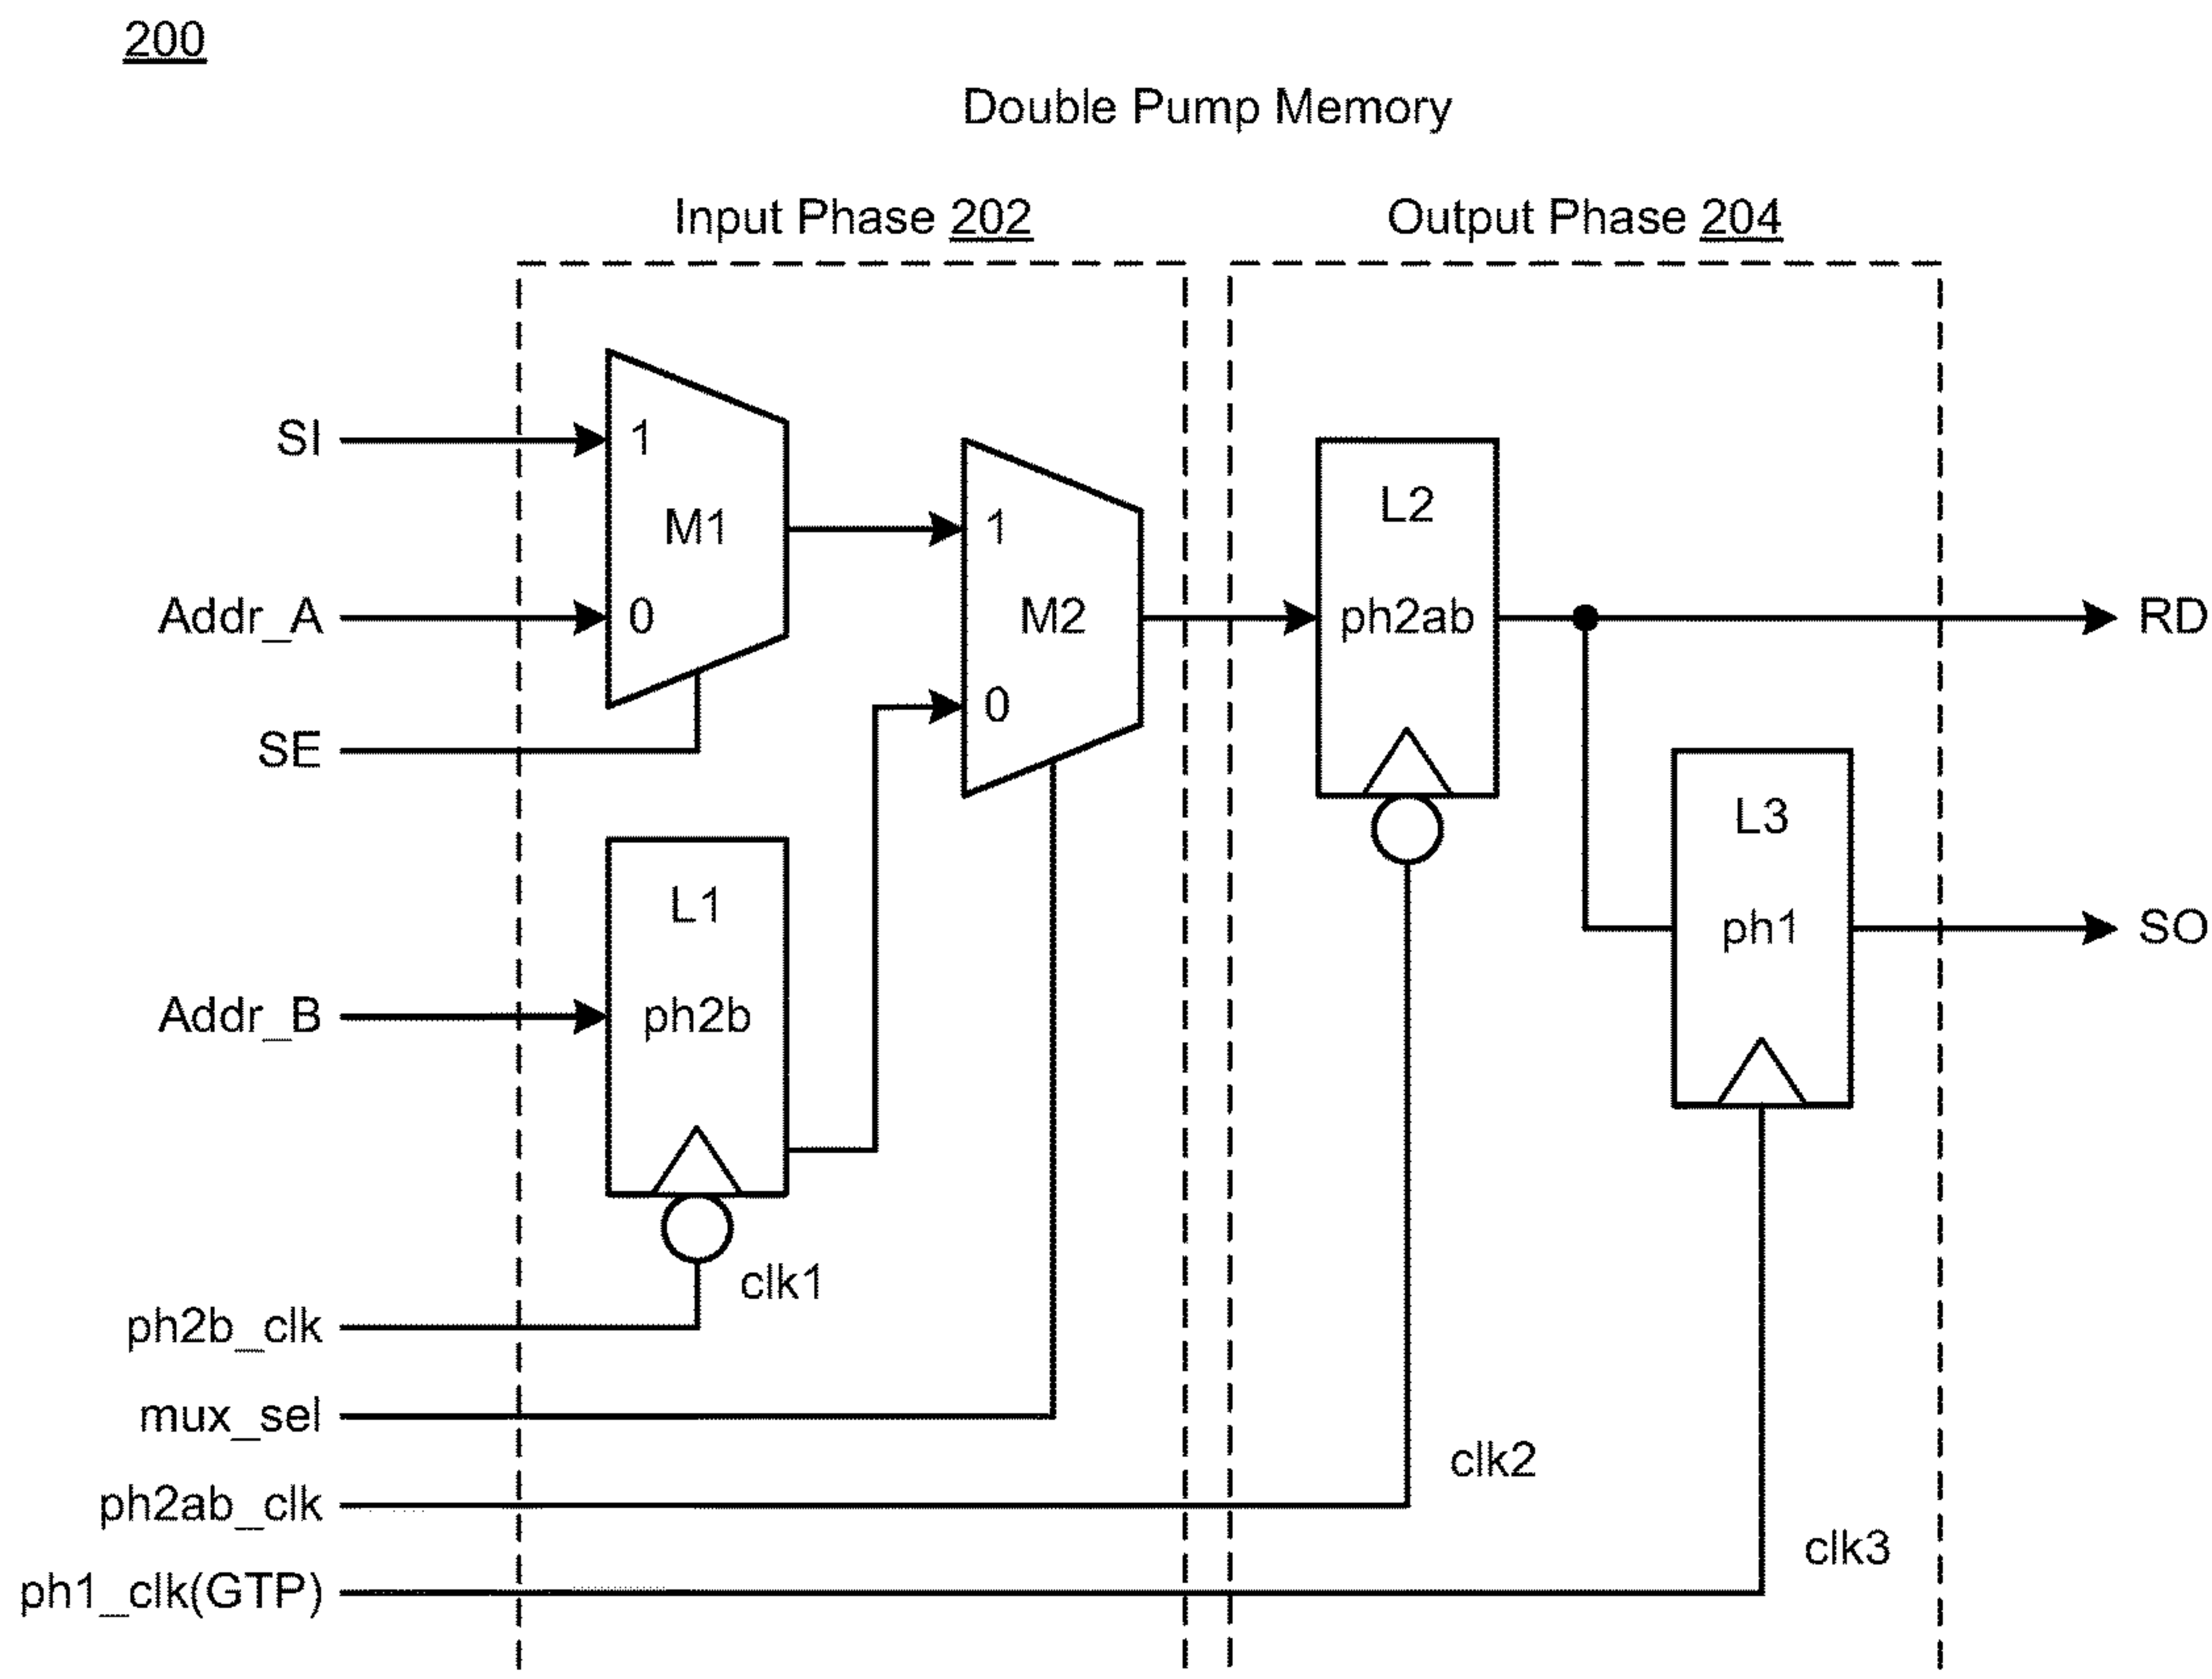 200
Double Pump Memory
Input Phase 202
Output Phase 204
SI
1
M1
Addr_A
0
SE
1
M2
0
L2
ph2ab
RD
L3
ph1
SO
L1
Addr_B
ph2b
clk1
ph2b_clk
mux_sel
clk2
ph2ab_clk
clk3
ph1_clk(GTP)